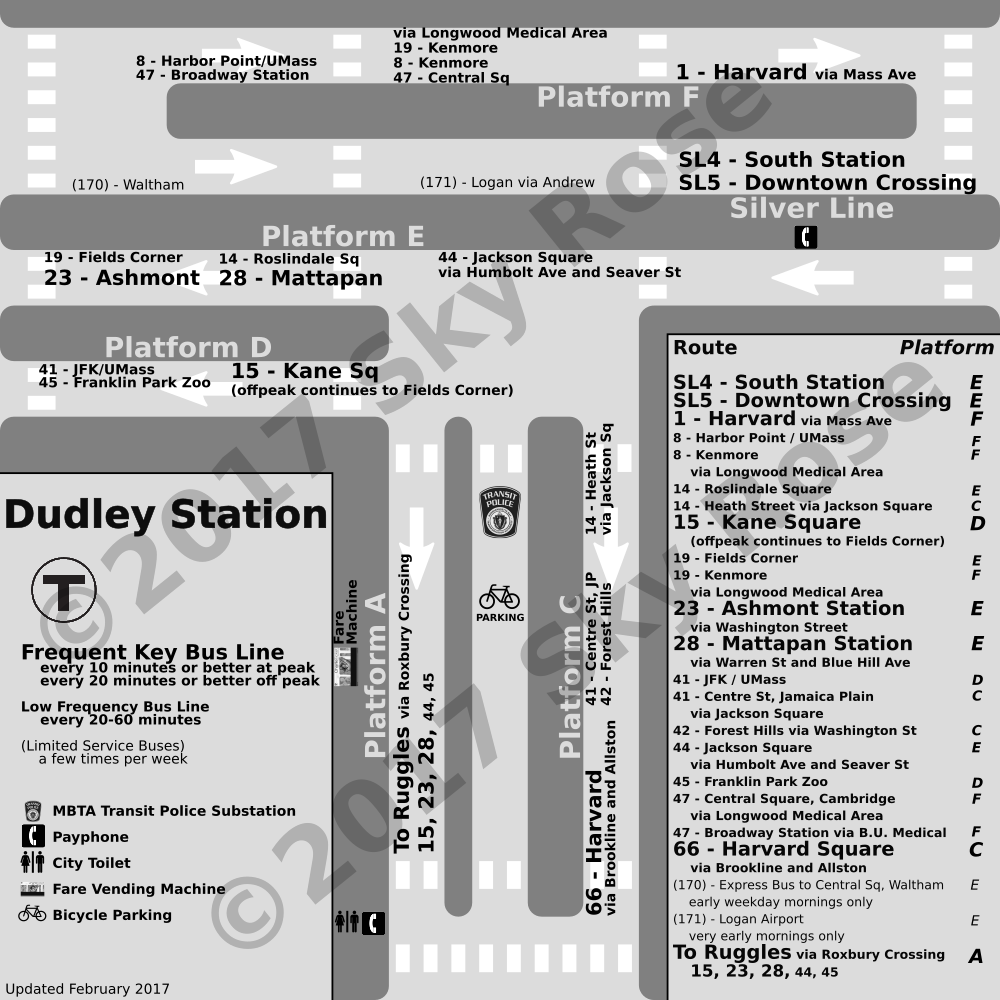 via Longwood Medical Area
19 - Kenmore
8 - Kenmore
47 - Central Sq
8 - Harbor Point/UMass
47 - Broadway Station
1 - Harvard via Mass Ave
Platform F
SL4 - South Station
SL5 - Downtown Crossing
(170) - Waltham
(171) - Logan via Andrew
Silver Line
Platform E
19 - Fields Corner
23 - Ashmont
14 - Roslindale Sq
28 - Mattapan
44 - Jackson Square
via Humbolt Ave and Seaver St
Platform D
41 - JFK/UMass
45 - Franklin Park Zoo
15 - Kane Sq
(offpeak continues to Fields Corner)
Dudley Station
T
Frequent Key Bus Line
every 10 minutes or better at peak
every 20 minutes or better off peak
Low Frequency Bus Line
every 20-60 minutes
(Limited Service Buses)
a few times per week
MBTA Transit Police Substation
Payphone
City Toilet
Fare Vending Machine
Bicycle Parking
Updated February 2017
Fare
Machine
Platform A
To Ruggles via Roxbury Crossing
15, 23, 28, 44, 45
TRANSIT
POLICE
PARKING
Platform C
14 - Heath St
via Jackson Sq
41 - Centre St, JP
42 - Forest Hills
66 - Harvard
via Brookline and Allston
Route Platform
SL4 - South Station E
SL5 - Downtown Crossing E
1 - Harvard via Mass Ave F
8 - Harbor Point / UMass F
8 - Kenmore F
via Longwood Medical Area
14 - Roslindale Square E
14 - Heath Street via Jackson Square C
15 - Kane Square D
(offpeak continues to Fields Corner)
19 - Fields Corner E
19 - Kenmore F
via Longwood Medical Area
23 - Ashmont Station E
via Washington Street
28 - Mattapan Station E
via Warren St and Blue Hill Ave
41 - JFK / UMass D
41 - Centre St, Jamaica Plain C
via Jackson Square
42 - Forest Hills via Washington St C
44 - Jackson Square E
via Humbolt Ave and Seaver St
45 - Franklin Park Zoo D
47 - Central Square, Cambridge F
via Longwood Medical Area
47 - Broadway Station via B.U. Medical F
66 - Harvard Square C
via Brookline and Allston
(170) - Express Bus to Central Sq, Waltham E
early weekday mornings only
(171) - Logan Airport E
very early mornings only
To Ruggles via Roxbury Crossing A
15, 23, 28, 44, 45
© 2017 Sky Rose
© 2017 Sky Rose